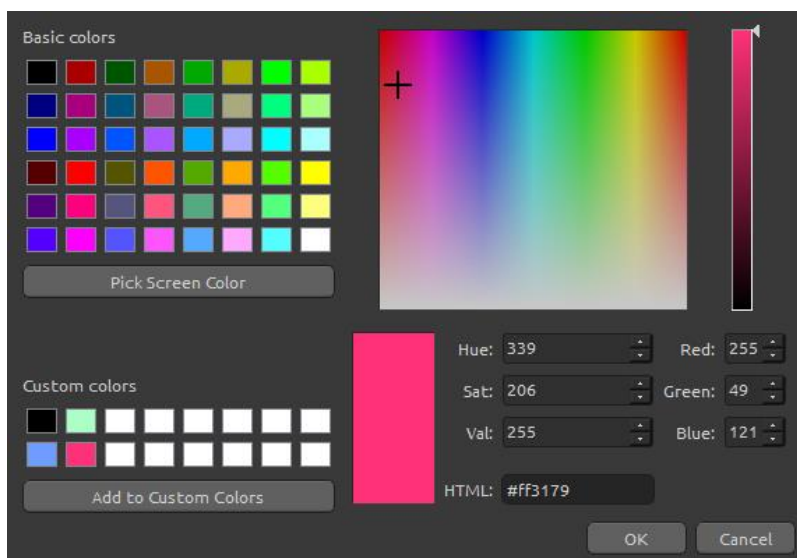 Basic colors
Pick Screen Color
Custom colors
Add to Custom Colors
Hue: 339 Red: 255
Sat: 206 Green: 49
Val: 255 Blue: 121
HTML: #ff3179
OK Cancel